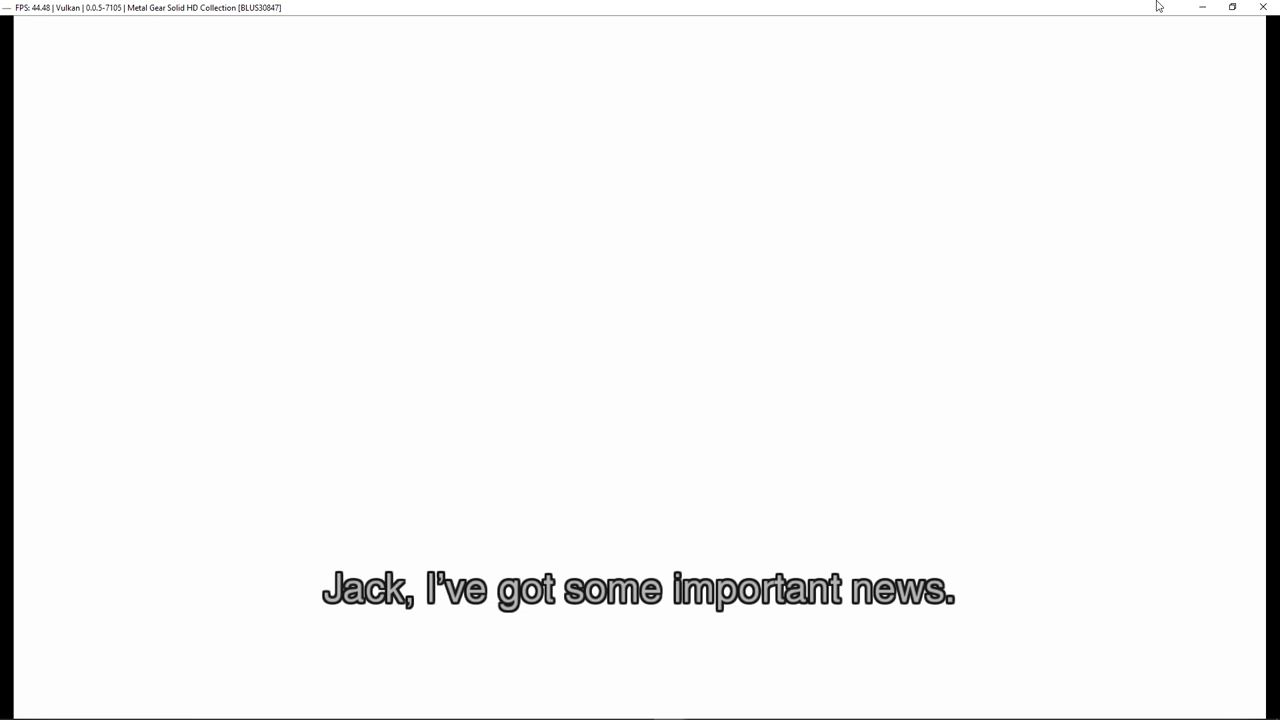 FPS: 44.48 | Vulkan | 0.0.5-7105 | Metal Gear Solid HD Collection [BLUS30847]
Jack, I’ve got some important news.